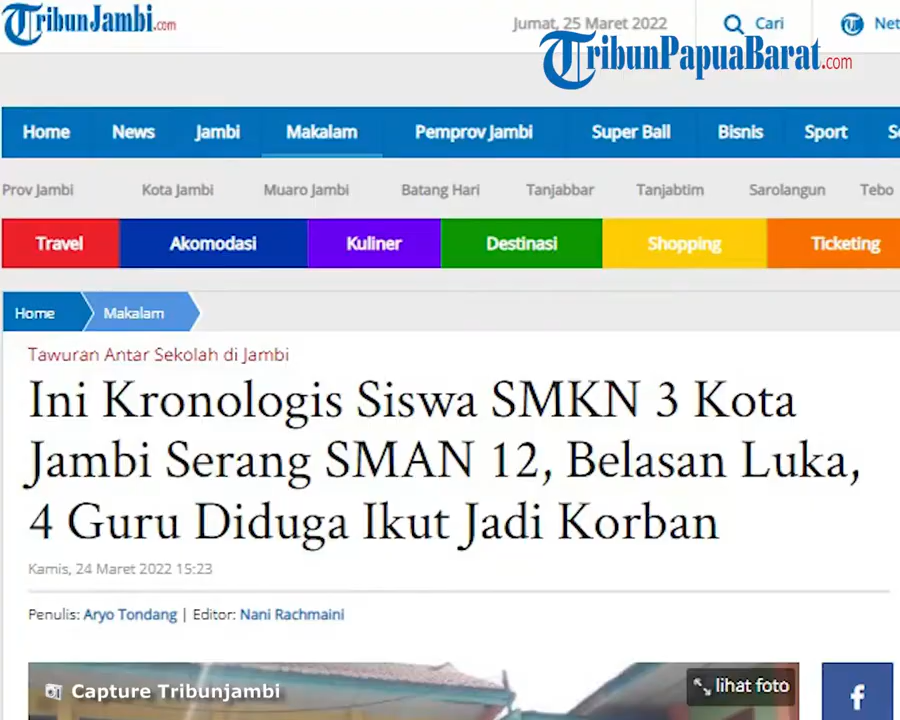 TribunJambi.com
Jumat, 25 Maret 2022
Cari
Net
TribunPapuaBarat.com
Home News Jambi Makalam Pemprov Jambi Super Ball Bisnis Sport
Prov Jambi Kota Jambi Muaro Jambi Batang Hari Tanjabbar Tanjabtim Sarolangun Tebo
Travel Akomodasi Kuliner Destinasi Shopping Ticketing
Home Makalam
Tawuran Antar Sekolah di Jambi
Ini Kronologis Siswa SMKN 3 Kota
Jambi Serang SMAN 12, Belasan Luka,
4 Guru Diduga Ikut Jadi Korban
Kamis, 24 Maret 2022 15:23
Penulis: Aryo Tondang | Editor: Nani Rachmaini
Capture Tribunjambi
lihat foto